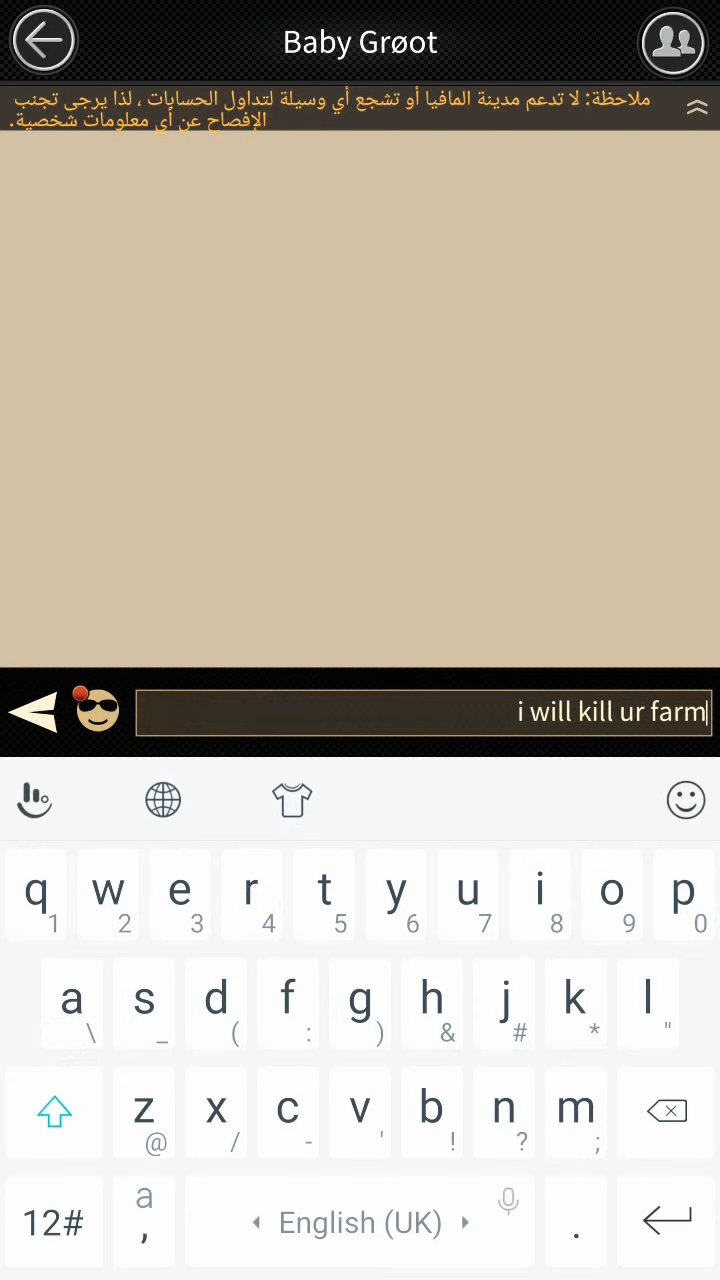 Baby Grøot
ملاحظة: لا تدعم مدينة المافيا أو تشجع أي وسيلة لتداول الحسابات ، لذا يرجى تجنب
الإفصاح عن أي معلومات شخصية.
i will kill ur farm
q w e r t y u i o p
1 2 3 4 5 6 7 8 9 0
a s d f g h j k l
\ _ ( : ) & # * "
z x c v b n m
@ / - ' ! ? ;
12# a , English (UK) .